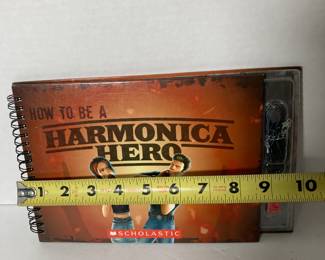 HOW TO BE A
HARMONICA
HERO
1 2 3 4 5 6 7 8 9 10
SCHOLASTIC